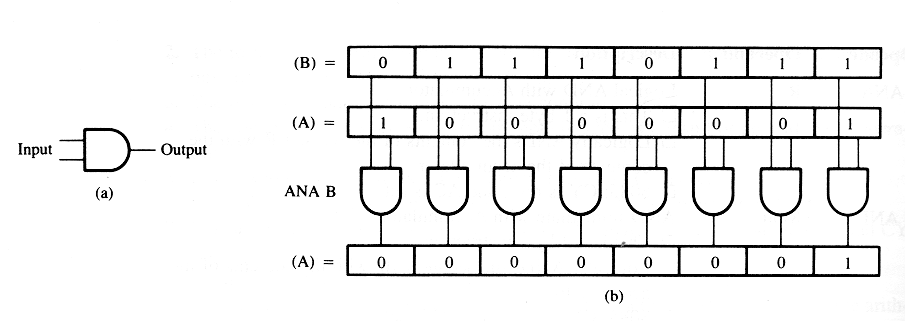 (B) = 0 1 1 1 0 1 1 1
(A) = 1 0 0 0 0 0 0 1
Input Output
(a)
ANA B
(A) = 0 0 0 0 0 0 0 1
(b)